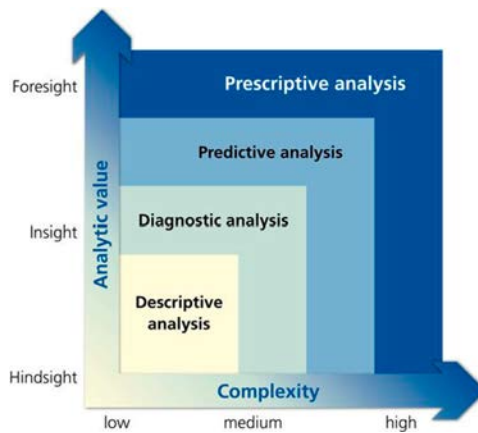 Foresight
Prescriptive analysis
Predictive analysis
Diagnostic analysis
Insight
Analytic value
Descriptive
analysis
Hindsight
Complexity
low medium high